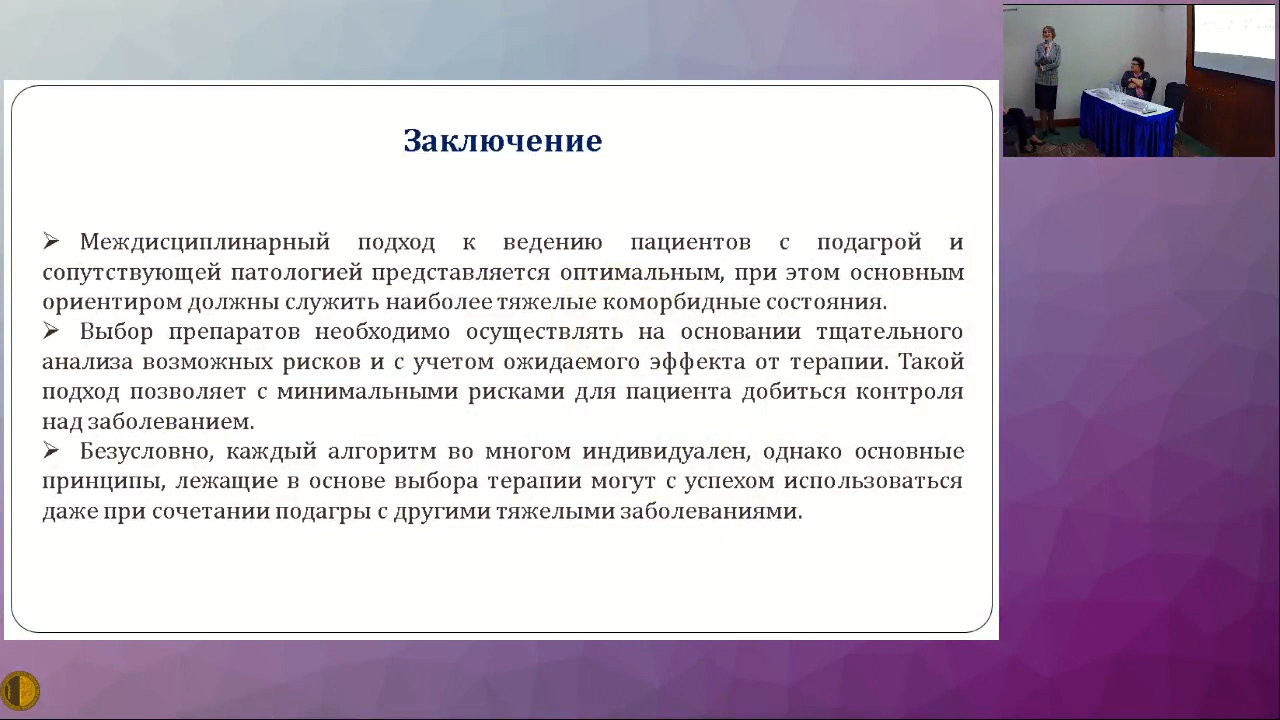 Заключение
➢ Междисциплинарный подход к ведению пациентов с подагрой и
сопутствующей патологией представляется оптимальным, при этом основным
ориентиром должны служить наиболее тяжелые коморбидные состояния.
➢ Выбор препаратов необходимо осуществлять на основании тщательного
анализа возможных рисков и с учетом ожидаемого эффекта от терапии. Такой
подход позволяет с минимальными рисками для пациента добиться контроля
над заболеванием.
➢ Безусловно, каждый алгоритм во многом индивидуален, однако основные
принципы, лежащие в основе выбора терапии могут с успехом использоваться
даже при сочетании подагры с другими тяжелыми заболеваниями.